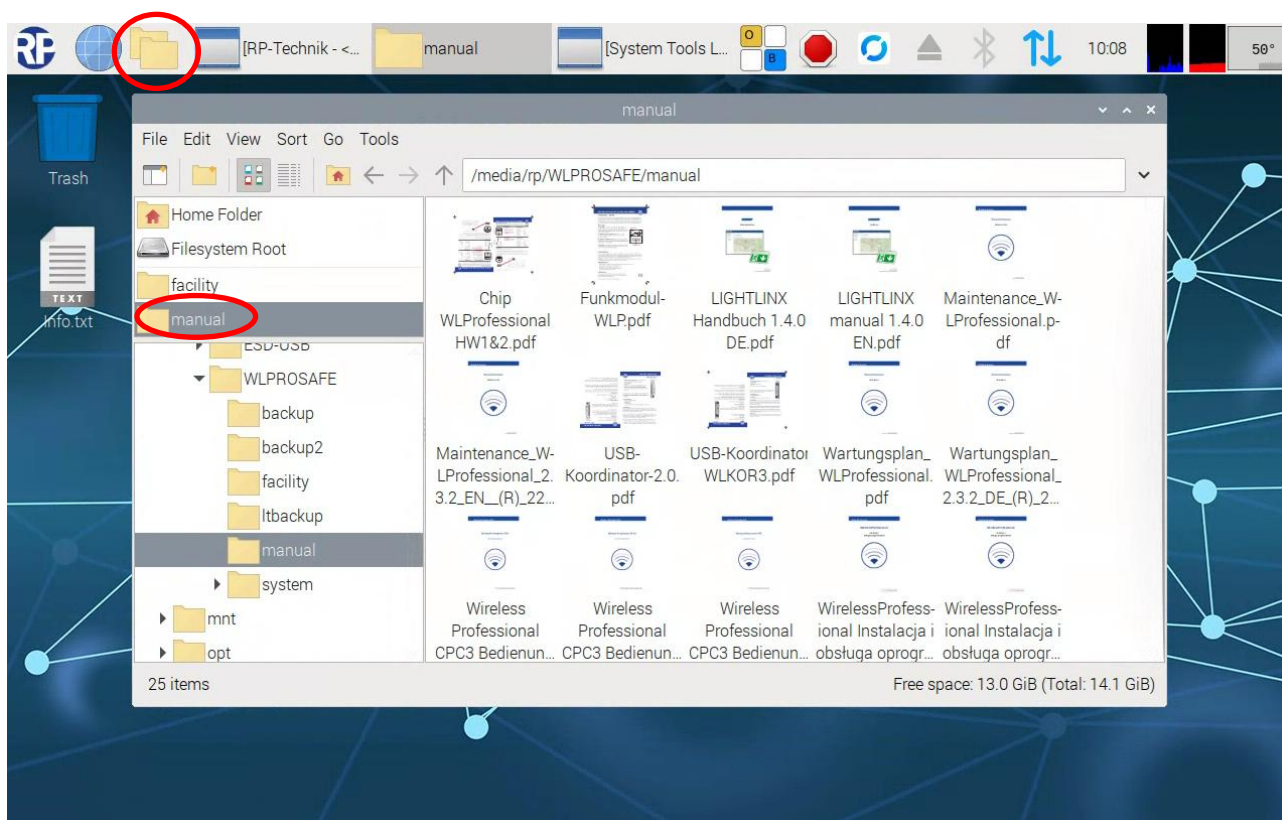 RP
[RP-Technik - <...
manual
[System Tools L...
O
B
10:08
50°
manual
File Edit View Sort Go Tools
/media/rp/WLPROSAFE/manual
Trash
TEXT
Info.txt
Home Folder
Filesystem Root
facility
manual
ESD-USB
WLPROSAFE
backup
backup2
facility
ltbackup
manual
system
mnt
opt
Chip
WLProfessional
HW1&2.pdf
Funkmodul-
WLP.pdf
LIGHTLINX
Handbuch 1.4.0
DE.pdf
LIGHTLINX
manual 1.4.0
EN.pdf
Maintenance_W-
LProfessional.p-
df
Maintenance_W-
LProfessional_2.
3.2_EN__(R)_22...
USB-
Koordinator-2.0.
pdf
USB-Koordinator
WLKOR3.pdf
Wartungsplan_
WLProfessional.
pdf
Wartungsplan_
WLProfessional_
2.3.2_DE_(R)_2...
Wireless
Professional
CPC3 Bedienun...
Wireless
Professional
CPC3 Bedienun...
Wireless
Professional
CPC3 Bedienun...
WirelessProfess-
ional Instalacja i
obsługa oprogr...
WirelessProfess-
ional Instalacja i
obsługa oprogr...
25 items
Free space: 13.0 GiB (Total: 14.1 GiB)